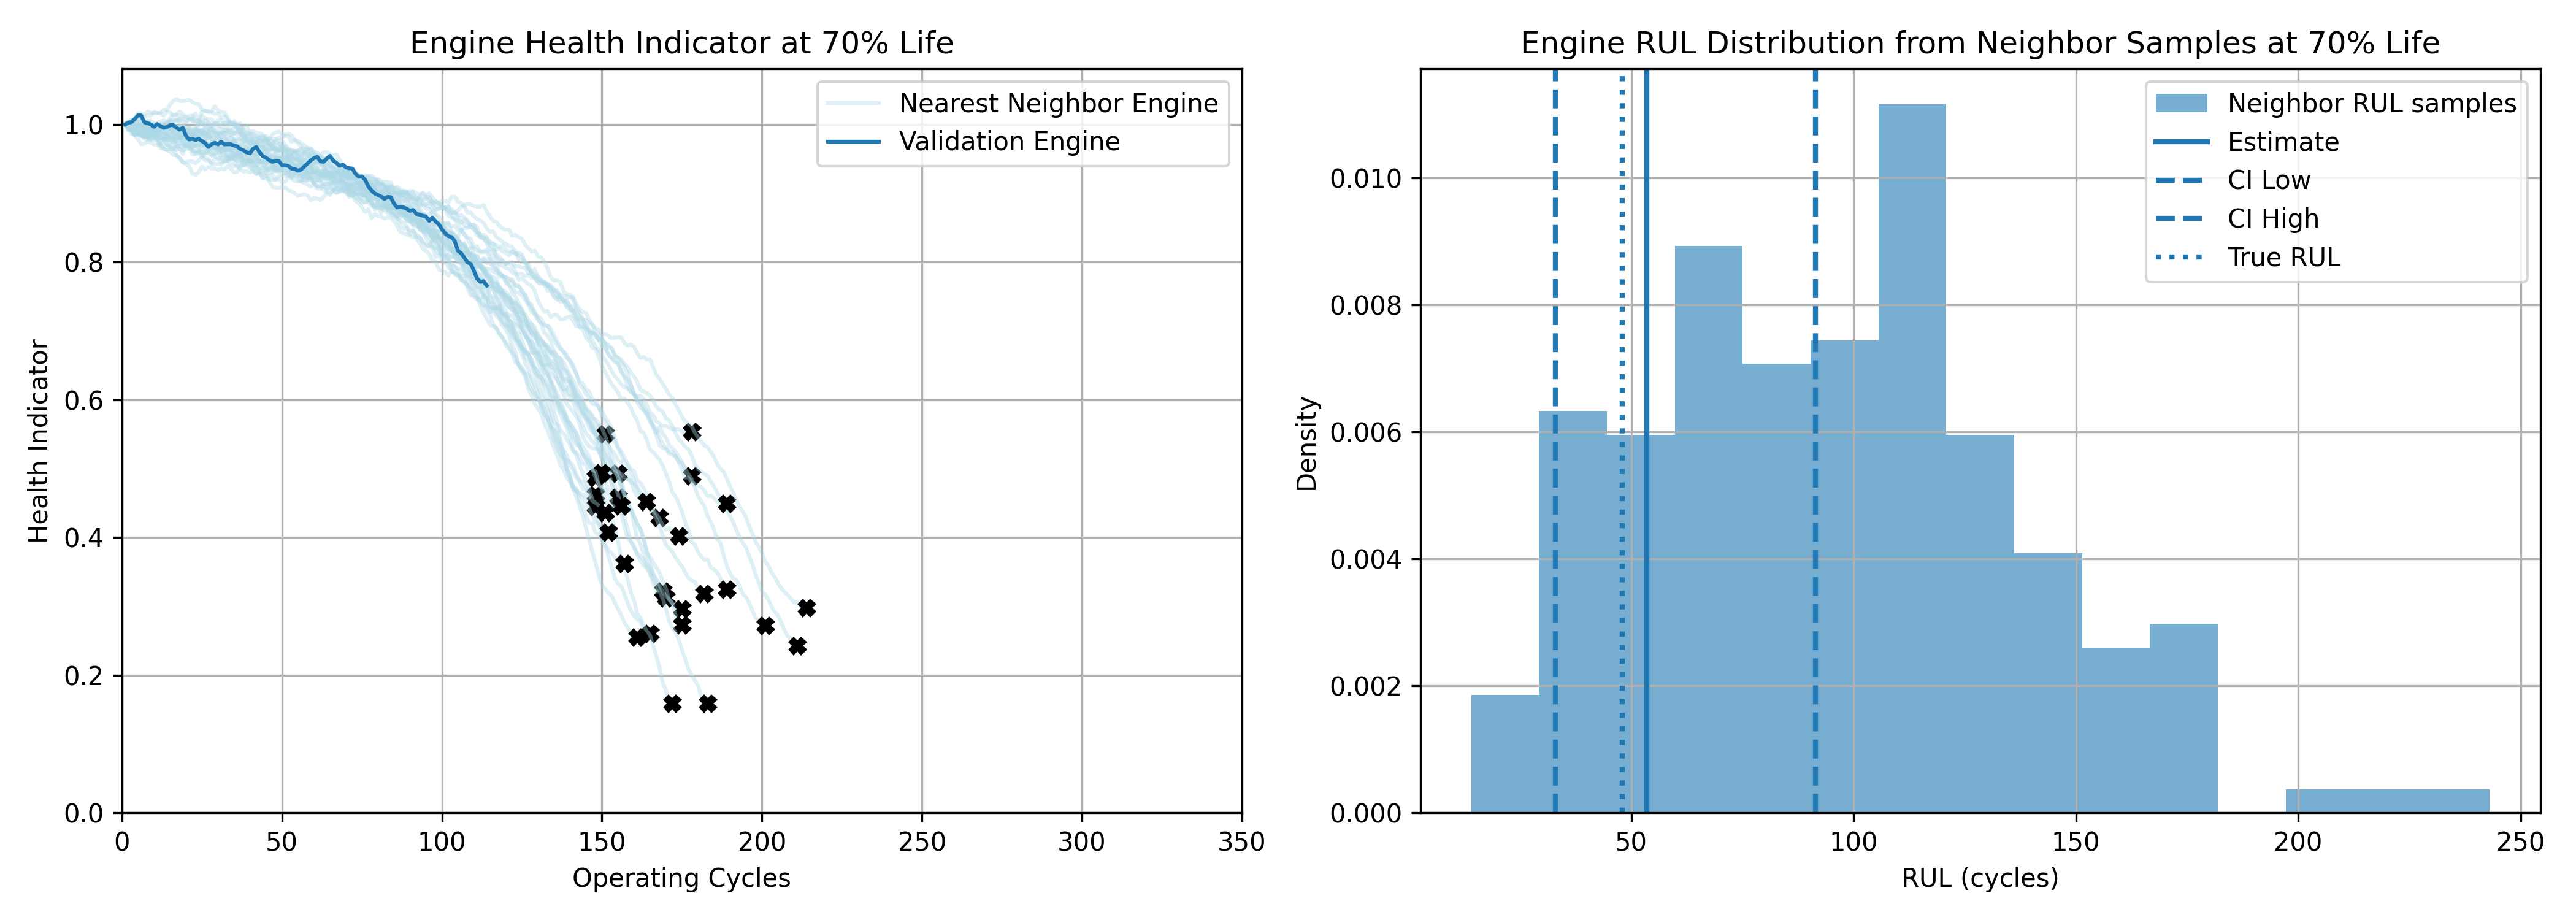 Engine Health Indicator at 70% Life
Nearest Neighbor Engine
Validation Engine
1.0
0.8
0.6
0.4
0.2
0.0
Health Indicator
0 50 100 150 200 250 300 350
Operating Cycles
Engine RUL Distribution from Neighbor Samples at 70% Life
Neighbor RUL samples
Estimate
CI Low
CI High
True RUL
0.010
0.008
0.006
0.004
0.002
0.000
Density
50 100 150 200 250
RUL (cycles)